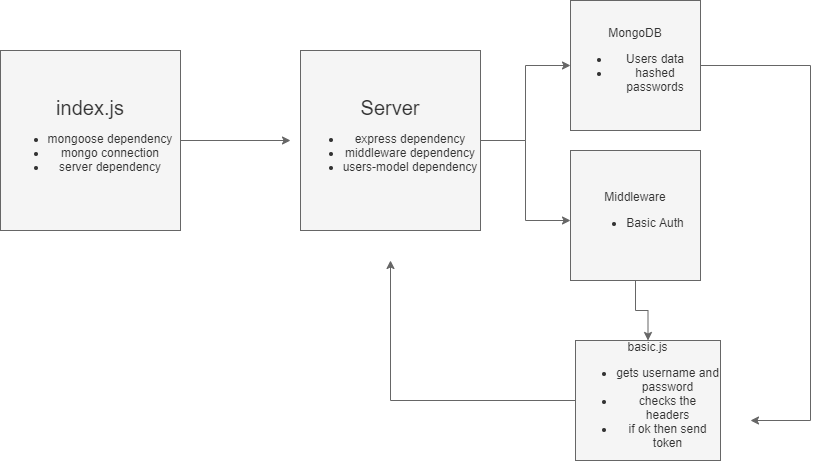 index.js
mongoose dependency
mongo connection
server dependency
Server
express dependency
middleware dependency
users-model dependency
MongoDB
Users data
hashed
passwords
Middleware
Basic Auth
basic.js
gets username and
password
checks the
headers
if ok then send
token